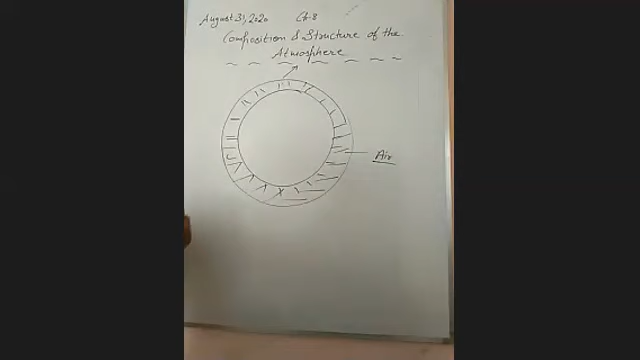 August 31, 2020 Ch-8
Composition & Structure of the
Atmosphere
Air